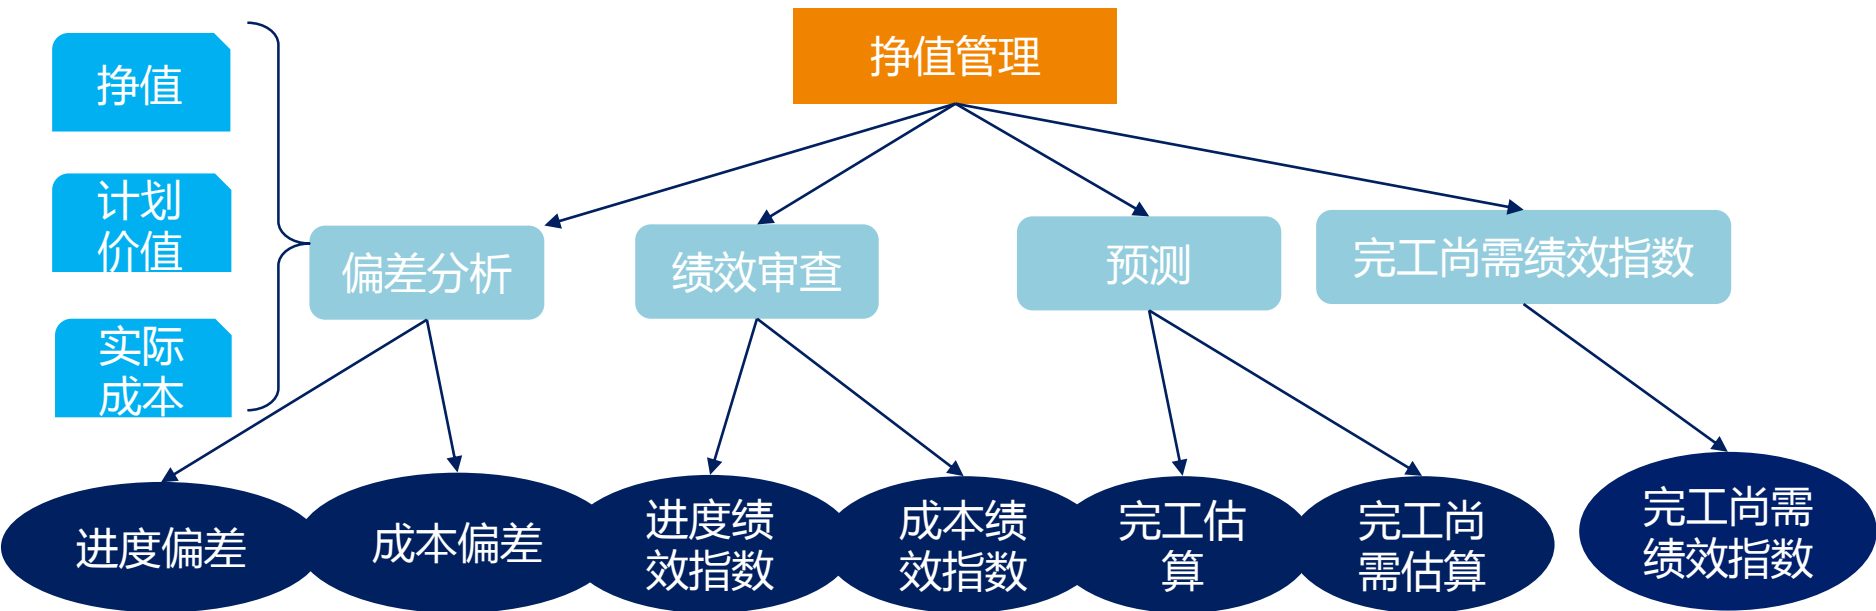 挣值管理
挣值
计划
价值
实际
成本
偏差分析
绩效审查
预测
完工尚需绩效指数
进度偏差
成本偏差
进度绩
效指数
成本绩
效指数
完工估
算
完工尚
需估算
完工尚需
绩效指数